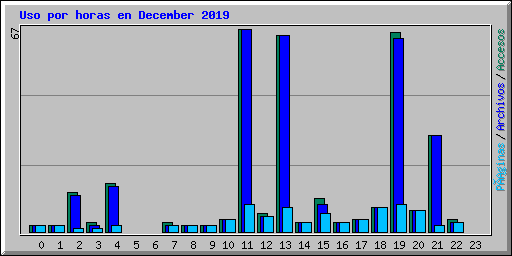 Uso por horas en December 2019
67
Páginas / Archivos / Accesos
0 1 2 3 4 5 6 7 8 9 10 11 12 13 14 15 16 17 18 19 20 21 22 23